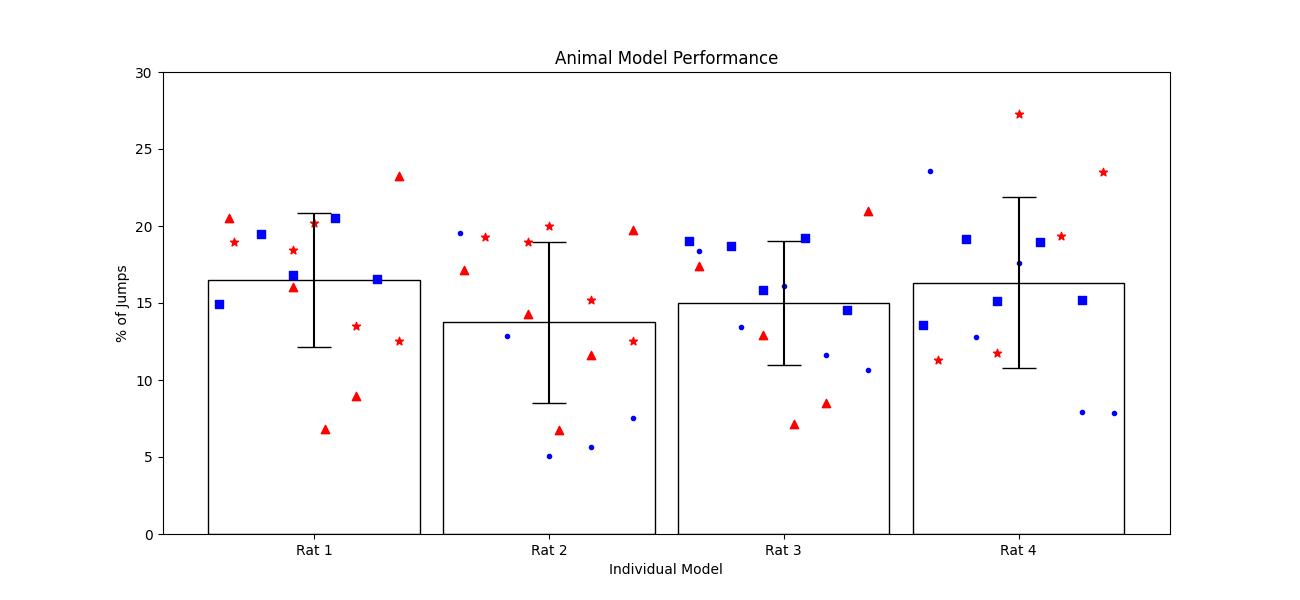 Animal Model Performance
30
25
20
15
10
5
0
% of Jumps
Rat 1 Rat 2 Rat 3 Rat 4
Individual Model